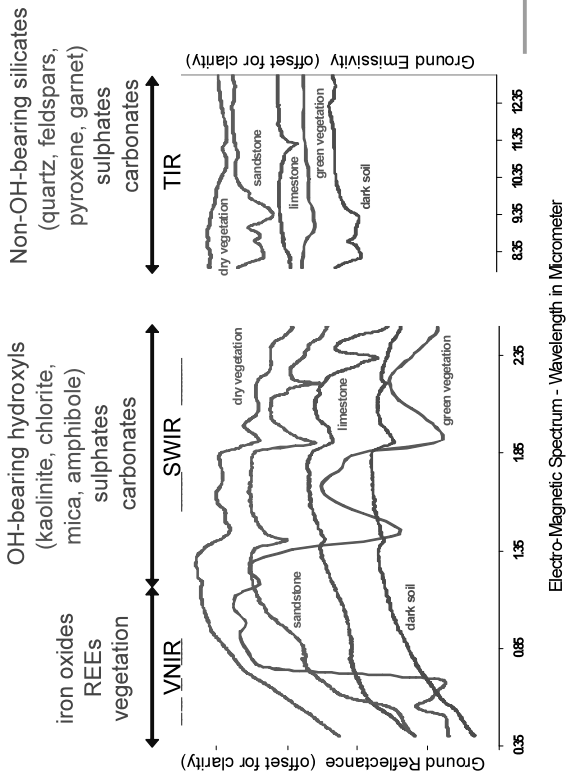 iron oxides
REEs
vegetation
OH-bearing hydroxyls
(kaolinite, chlorite,
mica, amphibole)
sulphates
carbonates
Non-OH-bearing silicates
(quartz, feldspars,
pyroxene, garnet)
sulphates
carbonates
VNIR
SWIR
TIR
Ground Reflectance (offset for clarity)
dry vegetation
sandstone
limestone
dark soil
green vegetation
dry vegetation
sandstone
limestone
green vegetation
dark soil
Ground Emissivity (offset for clarity)
0.35
0.85
1.35
1.85
2.35
8.35
9.35
10.35
11.35
12.35
Electro-Magnetic Spectrum - Wavelength in Micrometer